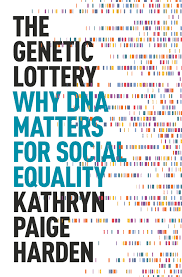 THE
GENETIC
LOTTERY
WHY DNA
MATTERS
FOR SOCIAL
EQUALITY
KATHRYN
PAIGE
HARDEN